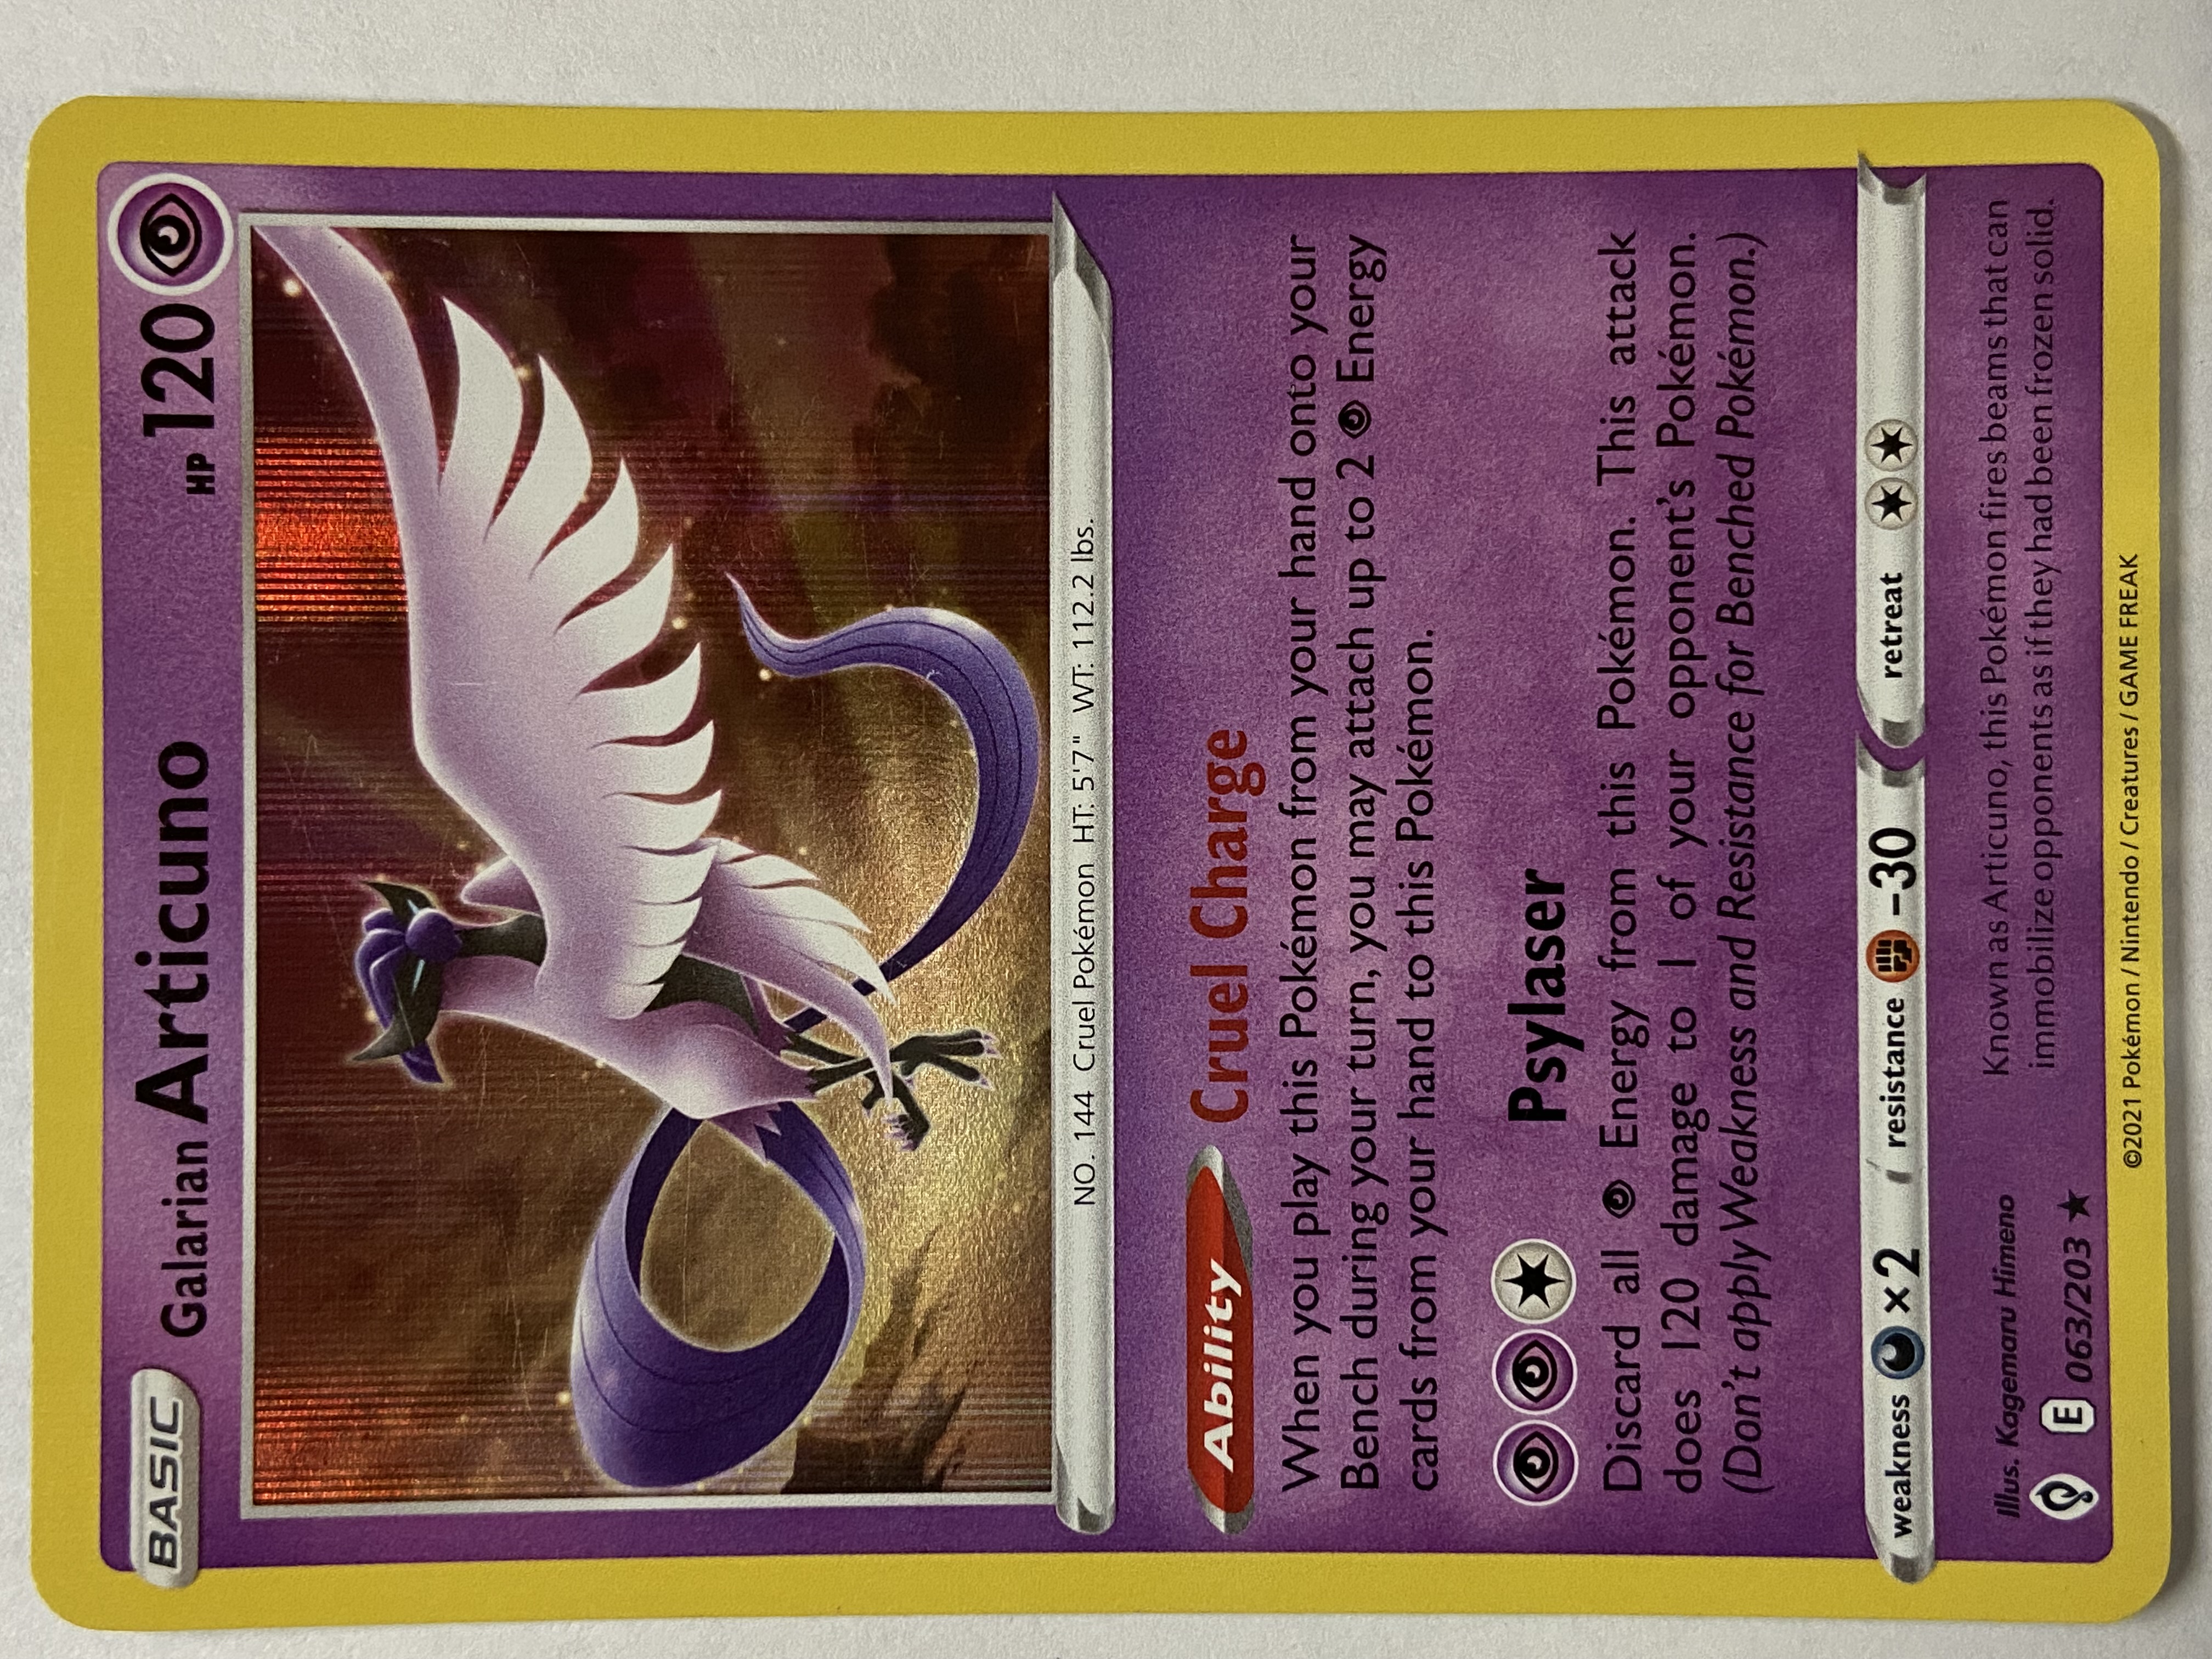 BASIC Galarian Articuno HP 120
NO. 144 Cruel Pokémon HT: 5'7" WT: 112.2 lbs.
Ability Cruel Charge
When you play this Pokémon from your hand onto your
Bench during your turn, you may attach up to 2 Energy
cards from your hand to this Pokémon.
Psylaser
Discard all Energy from this Pokémon. This attack
does 120 damage to 1 of your opponent's Pokémon.
(Don't apply Weakness and Resistance for Benched Pokémon.)
weakness ×2 resistance -30 retreat
Illus. Kagemaru Himeno
Known as Articuno, this Pokémon fires beams that can
immobilize opponents as if they had been frozen solid.
E 063/203 ★
©2021 Pokémon / Nintendo / Creatures / GAME FREAK